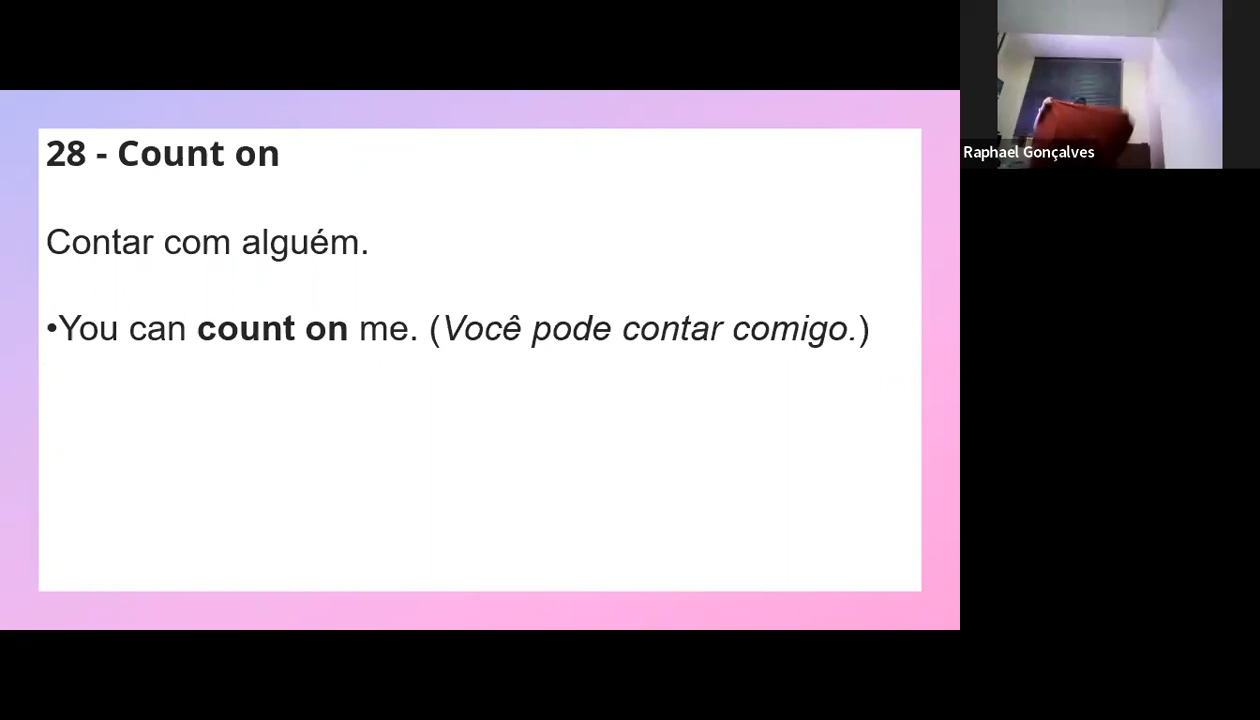 28 - Count on
Contar com alguém.
•You can count on me. (Você pode contar comigo.)
Raphael Gonçalves